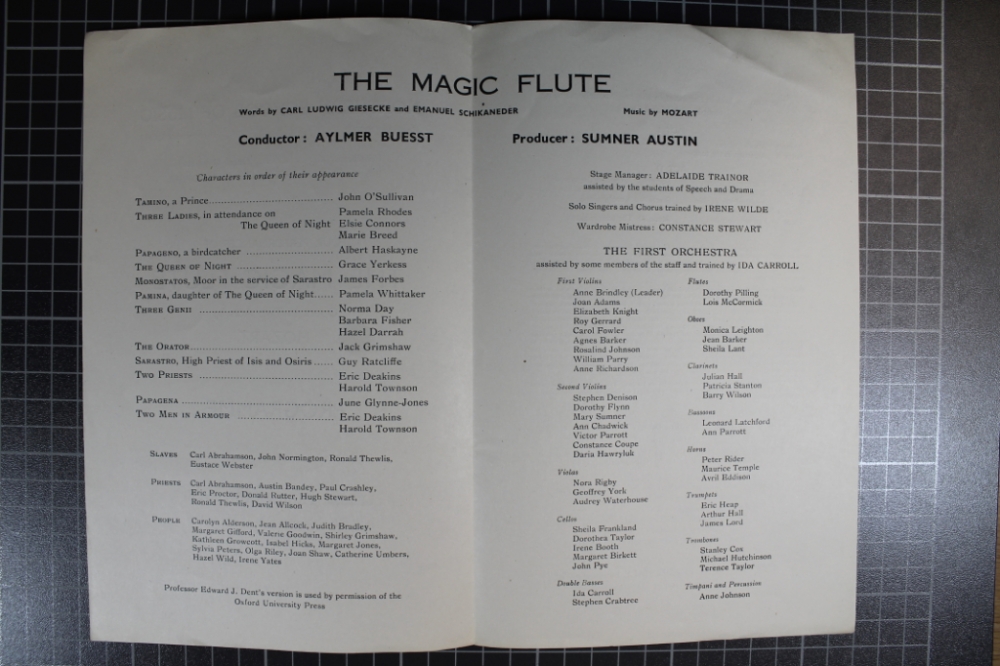 THE MAGIC FLUTE
Words by CARL LUDWIG GIESECKE and EMANUEL SCHIKANEDER
Music by MOZART
Conductor: AYLMER BUESST
Producer: SUMNER AUSTIN
Characters in order of their appearance
TAMINO, a Prince John O'Sullivan
THREE LADIES, in attendance on Pamela Rhodes
The Queen of Night Elsie Connors
Marie Breed
PAPAGENO, a birdcatcher Albert Haskayne
THE QUEEN OF NIGHT Grace Yerkess
MONOSTATOS, Moor in the service of Sarastro James Forbes
PAMINA, daughter of The Queen of Night Pamela Whittaker
THREE GENII Norma Day
Barbara Fisher
Hazel Darrah
THE ORATOR Jack Grimshaw
SARASTRO, High Priest of Isis and Osiris Guy Ratcliffe
TWO PRIESTS Eric Deakins
Harold Townson
PAPAGENA June Glynne-Jones
TWO MEN IN ARMOUR Eric Deakins
Harold Townson
SLAVES Carl Abrahamson, John Normington, Ronald Thewlis,
Eustace Webster
PRIESTS Carl Abrahamson, Austin Bandey, Paul Crashley,
Eric Proctor, Donald Rutter, Hugh Stewart,
Ronald Thewlis, David Wilson
PEOPLE Carolyn Alderson, Jean Allcock, Judith Bradley,
Margaret Gifford, Valerie Goodwin, Shirley Grimshaw,
Kathleen Growcott, Isabel Hicks, Margaret Jones,
Sylvia Peters, Olga Riley, Joan Shaw, Catherine Umbers,
Hazel Wild, Irene Yates
Professor Edward J. Dent's version is used by permission of the
Oxford University Press
Stage Manager: ADELAIDE TRAINOR
assisted by the students of Speech and Drama
Solo Singers and Chorus trained by IRENE WILDE
Wardrobe Mistress: CONSTANCE STEWART
THE FIRST ORCHESTRA
assisted by some members of the staff and trained by IDA CARROLL
First Violins
Anne Brindley (Leader)
Joan Adams
Elizabeth Knight
Roy Gerrard
Carol Fowler
Agnes Barker
Rosalind Johnson
William Parry
Anne Richardson
Second Violins
Stephen Denison
Dorothy Flynn
Mary Sumner
Ann Chadwick
Victor Parrott
Constance Coupe
Daria Hawryluk
Violas
Nora Rigby
Geoffrey York
Audrey Waterhouse
Celles
Sheila Frankland
Dorothea Taylor
Irene Booth
Margaret Birkett
John Pye
Double Basses
Ida Carroll
Stephen Crabtree
Flutes
Dorothy Pilling
Lois McCormick
Oboes
Monica Leighton
Jean Barker
Sheila Lant
Clarinets
Julian Hall
Patricia Stanton
Barry Wilson
Bassoons
Leonard Latchford
Ann Parrott
Horns
Peter Rider
Maurice Temple
Avril Eddison
Trumpets
Eric Heap
Arthur Hall
James Lord
Trombones
Stanley Cox
Michael Hutchinson
Terence Taylor
Timpani and Percussion
Anne Johnson